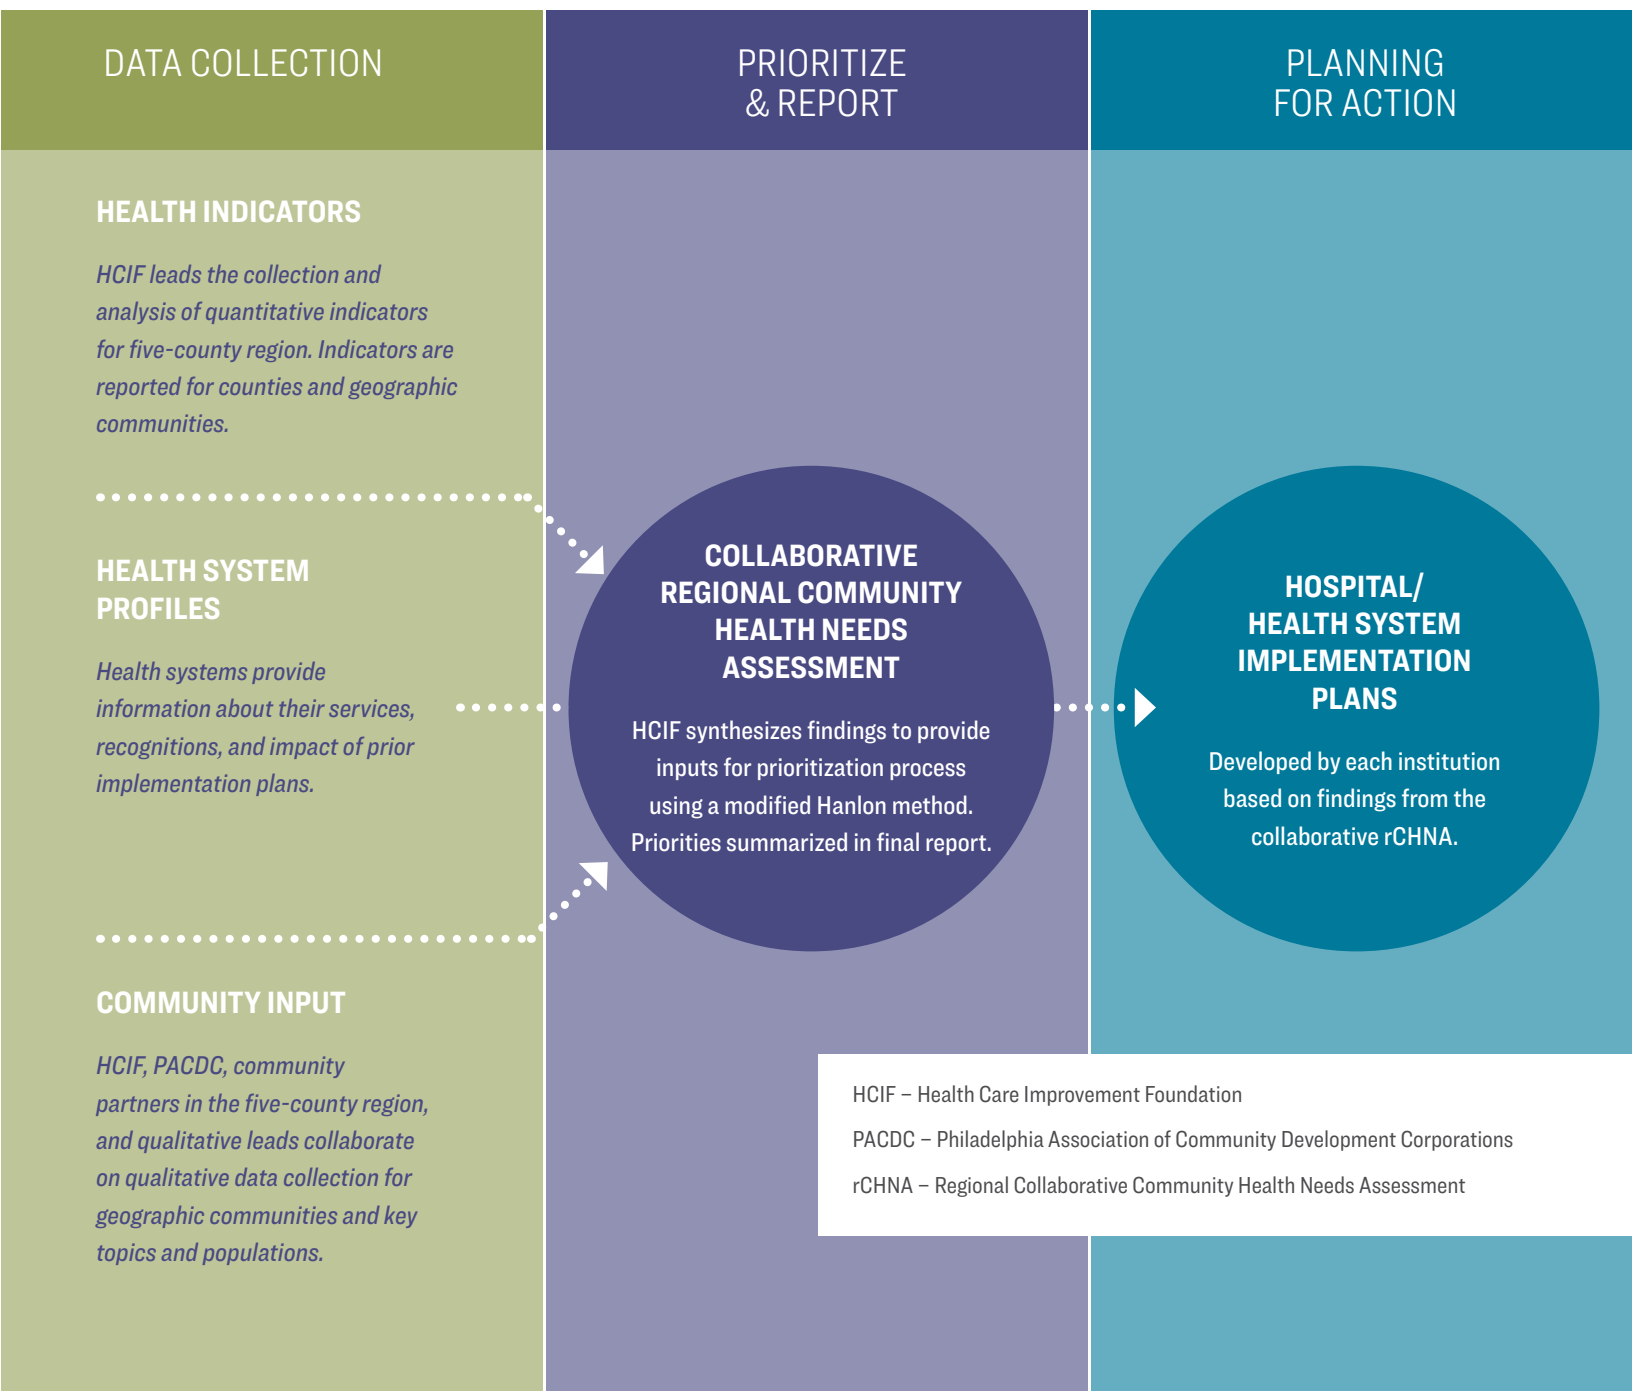 DATA COLLECTION
HEALTH INDICATORS
HCIF leads the collection and
analysis of quantitative indicators
for five-county region. Indicators are
reported for counties and geographic
communities.
HEALTH SYSTEM
PROFILES
Health systems provide
information about their services,
recognitions, and impact of prior
implementation plans.
COMMUNITY INPUT
HCIF, PACDC, community
partners in the five-county region,
and qualitative leads collaborate
on qualitative data collection for
geographic communities and key
topics and populations.
PRIORITIZE
& REPORT
COLLABORATIVE
REGIONAL COMMUNITY
HEALTH NEEDS
ASSESSMENT
HCIF synthesizes findings to provide
inputs for prioritization process
using a modified Hanlon method.
Priorities summarized in final report.
PLANNING
FOR ACTION
HOSPITAL/
HEALTH SYSTEM
IMPLEMENTATION
PLANS
Developed by each institution
based on findings from the
collaborative rCHNA.
HCIF – Health Care Improvement Foundation
PACDC – Philadelphia Association of Community Development Corporations
rCHNA – Regional Collaborative Community Health Needs Assessment